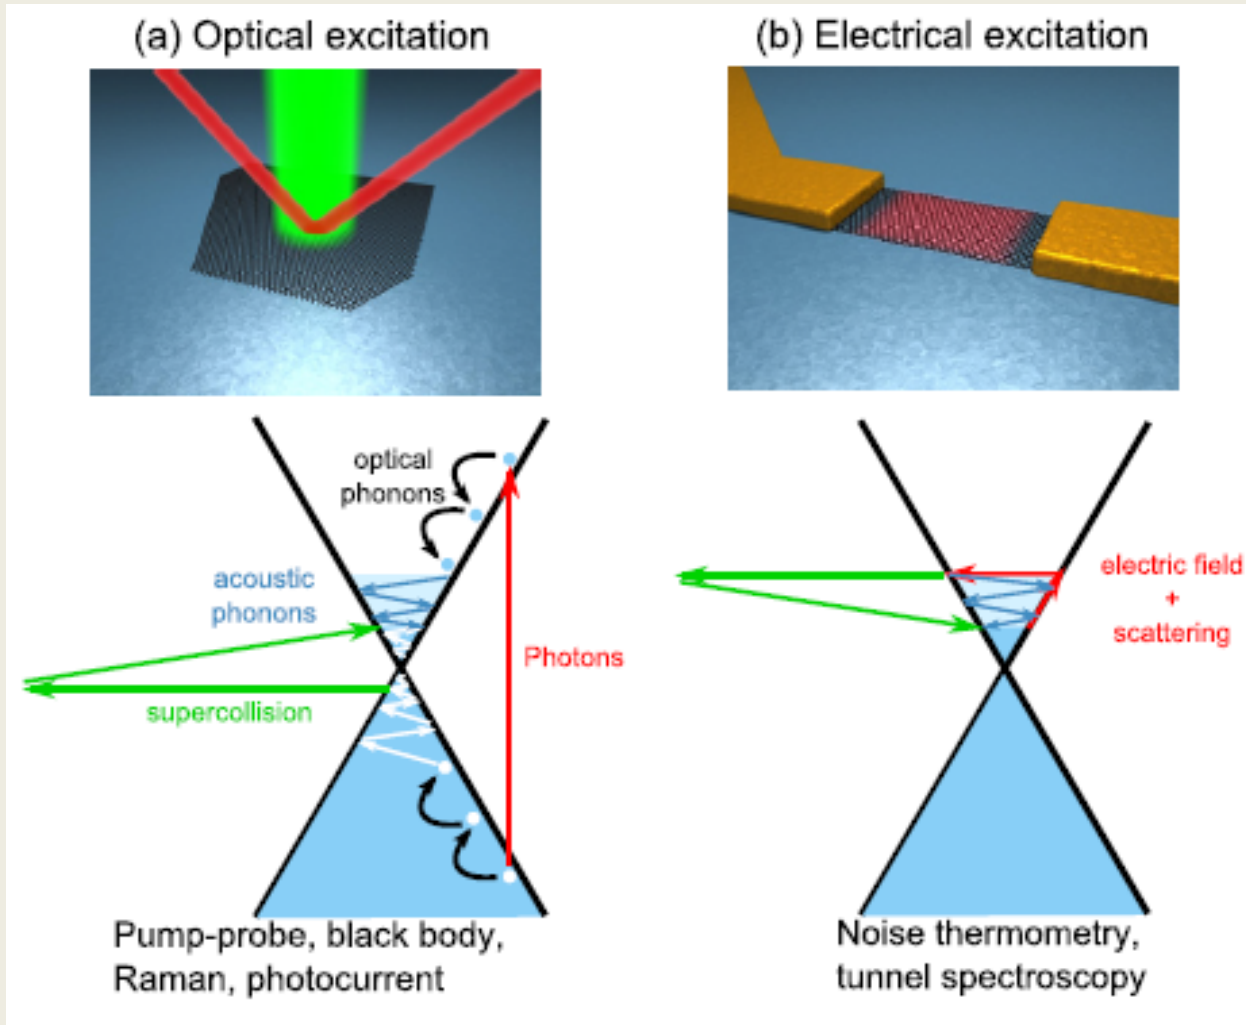 (a) Optical excitation
(b) Electrical excitation
optical
phonons
acoustic
phonons
Photons
supercollision
electric field
+
scattering
Pump-probe, black body,
Raman, photocurrent
Noise thermometry,
tunnel spectroscopy